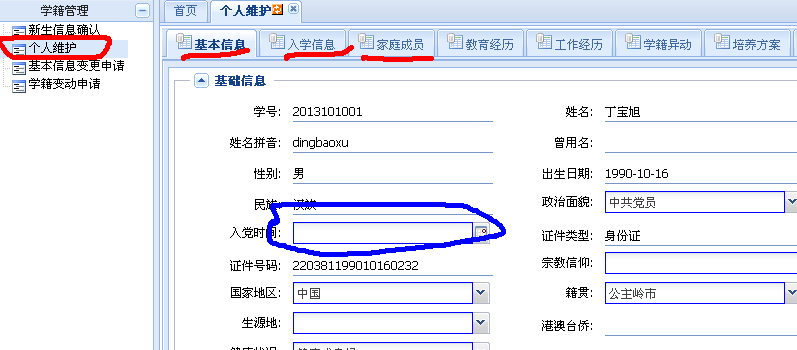 学籍管理
新生信息确认
个人维护
基本信息变更申请
学籍变动申请
首页 个人维护
基本信息 入学信息 家庭成员 教育经历 工作经历 学籍异动 培养方案
基础信息
学号: 2013101001 姓名: 丁宝旭
姓名拼音: dingbaoxu 曾用名:
性别: 男 出生日期: 1990-10-16
民族: 汉族 政治面貌: 中共党员
入党时间: 证件类型: 身份证
证件号码: 220381199010160232 宗教信仰:
国家地区: 中国 籍贯: 公主岭市
生源地: 港澳台侨: